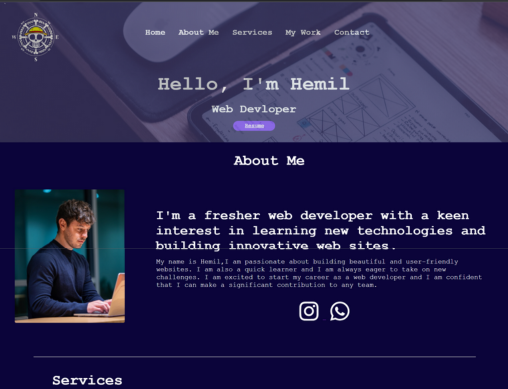 N
W
E
S
Home About Me Services My Work Contact
Hello, I'm Hemil
Web Devloper
Resume
About Me
I'm a fresher web developer with a keen
interest in learning new technologies and
building innovative web sites.
My name is Hemil,I am passionate about building beautiful and user-friendly
websites. I am also a quick learner and I am always eager to take on new
challenges. I am excited to start my career as a web developer and I am confident
that I can make a significant contribution to any team.
Services